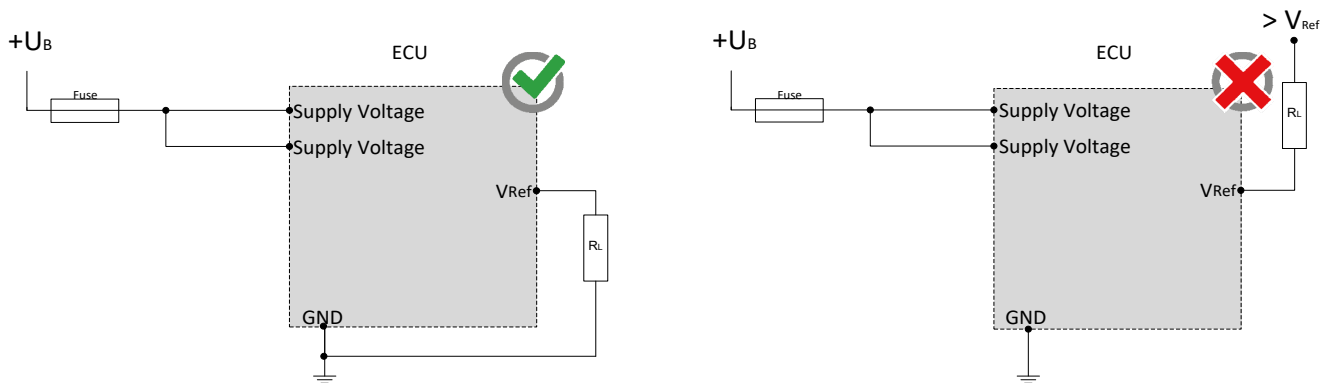 +UB
ECU
Fuse
Supply Voltage
Supply Voltage
VRef
RL
GND
> VRef
+UB
ECU
Fuse
RL
Supply Voltage
Supply Voltage
VRef
GND